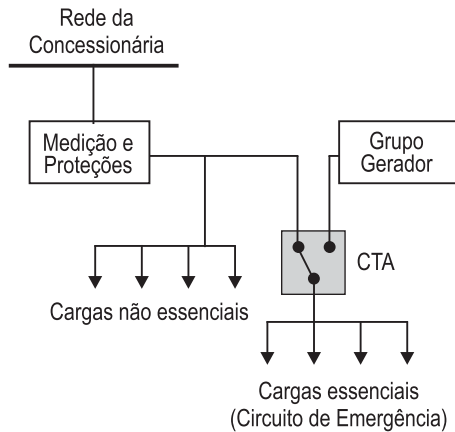 Rede da
Concessionária
Medição e
Proteções
Grupo
Gerador
CTA
Cargas não essenciais
Cargas essenciais
(Circuito de Emergência)